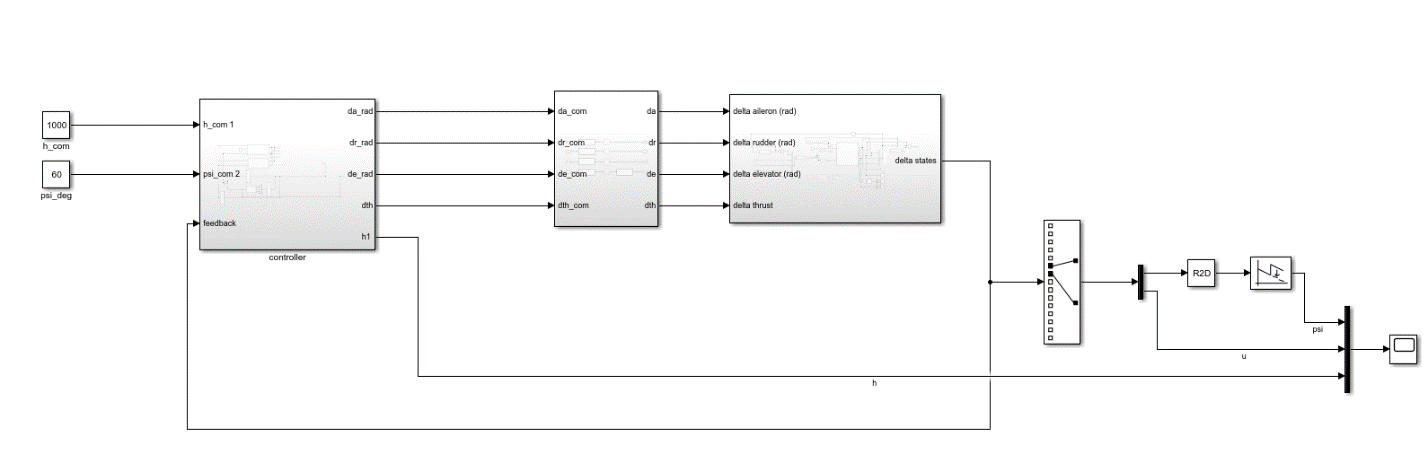 1000
h_com
60
psi_deg
h_com 1
psi_com 2
feedback
da_rad
dr_rad
de_rad
dth
h1
controller
da_com
dr_com
de_com
dth_com
da
dr
de
dth
delta aileron (rad)
delta rudder (rad)
delta elevator (rad)
delta thrust
delta states
R2D
psi
u
h